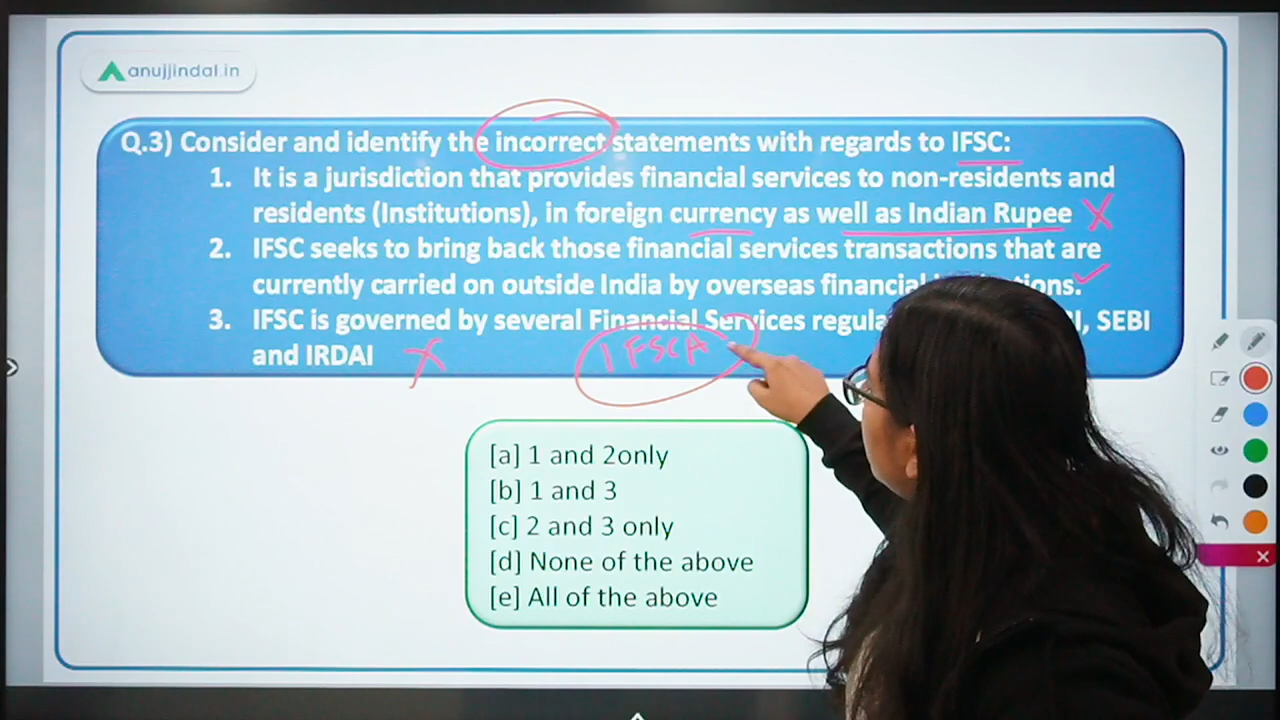 anujjindal.in
Q.3) Consider and identify the incorrect statements with regards to IFSC:
1. It is a jurisdiction that provides financial services to non-residents and
residents (Institutions), in foreign currency as well as Indian Rupee X
2. IFSC seeks to bring back those financial services transactions that are
currently carried on outside India by overseas financial
3. IFSC is governed by several Financial Services SEBI
and IRDAI X IFSCA
[a] 1 and 2only
[b] 1 and 3
[c] 2 and 3 only
[d] None of the above
[e] All of the above